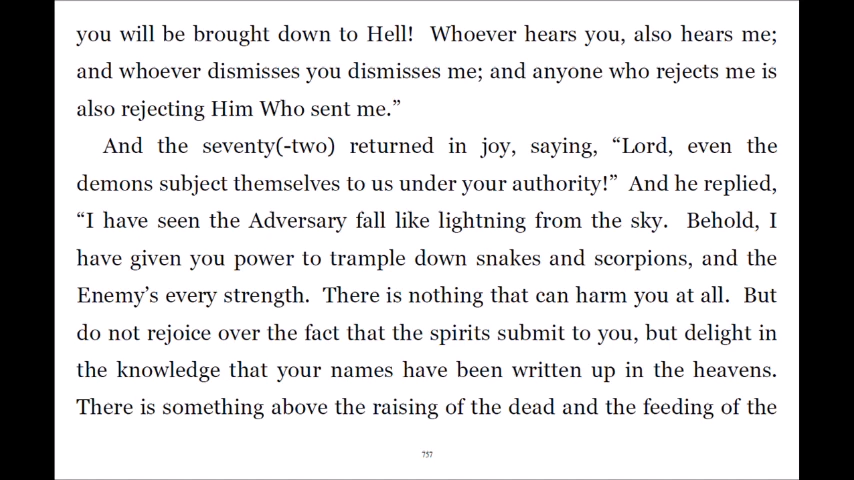 you will be brought down to Hell!  Whoever hears you, also hears me;
and whoever dismisses you dismisses me; and anyone who rejects me is
also rejecting Him Who sent me.”
And the seventy(-two) returned in joy, saying, “Lord, even the
demons subject themselves to us under your authority!”  And he replied,
“I have seen the Adversary fall like lightning from the sky.  Behold, I
have given you power to trample down snakes and scorpions, and the
Enemy’s every strength.  There is nothing that can harm you at all.  But
do not rejoice over the fact that the spirits submit to you, but delight in
the knowledge that your names have been written up in the heavens.
There is something above the raising of the dead and the feeding of the
757